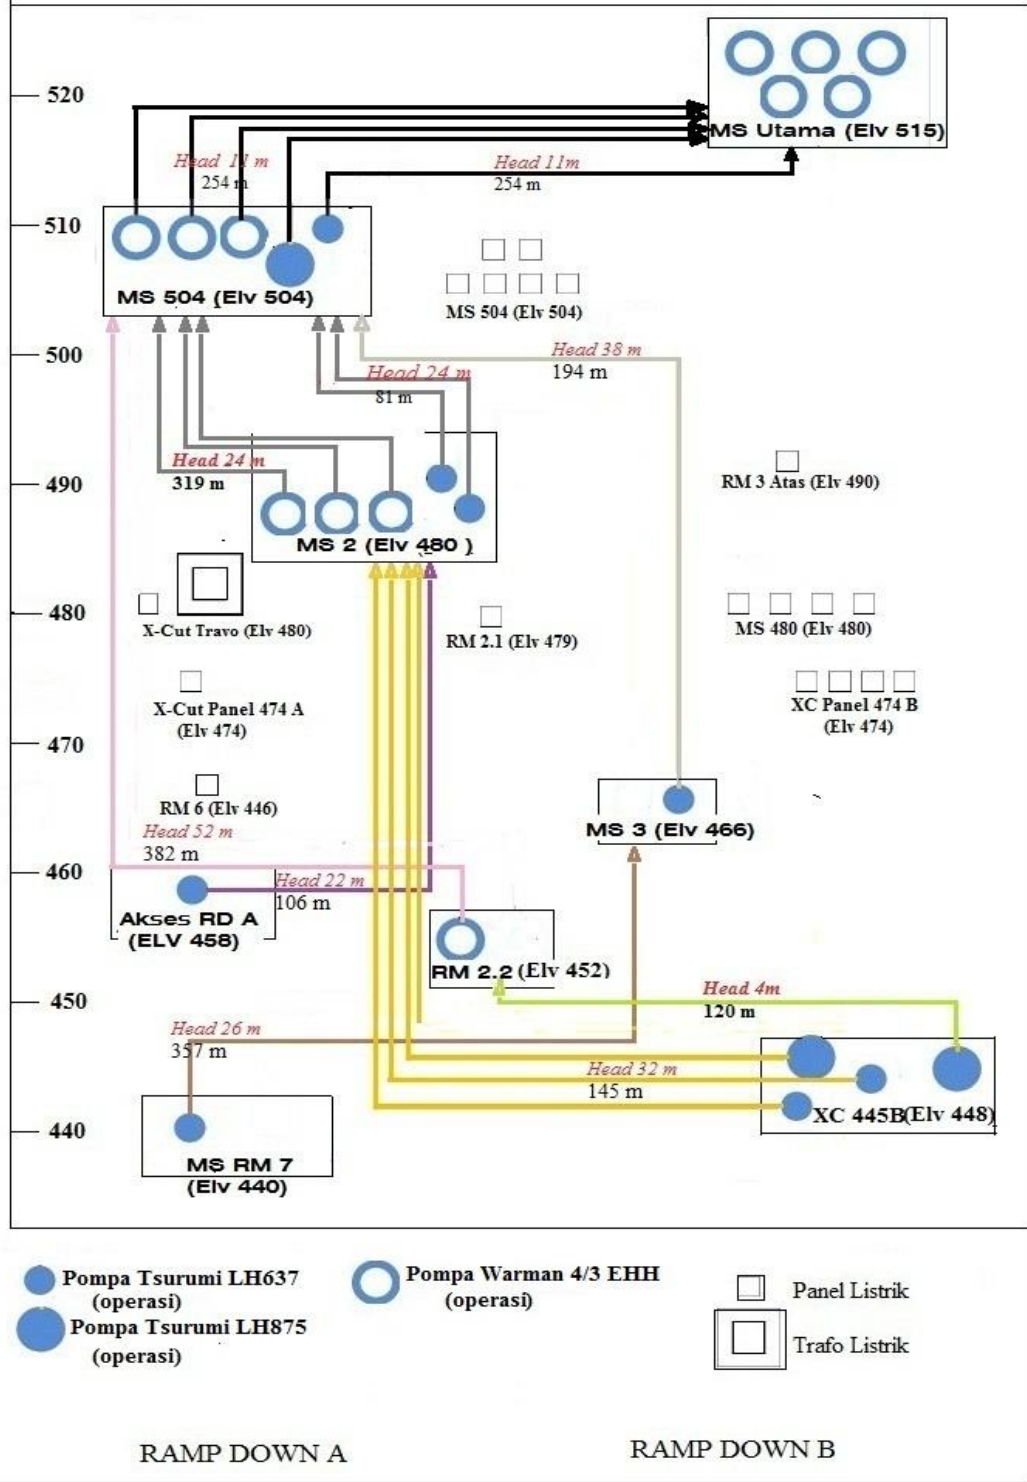 520
MS Utama (Elv 515)
Head 11 m
254 m
Head 11m
254 m
510
MS 504 (Elv 504)
MS 504 (Elv 504)
500
Head 38 m
194 m
Head 24 m
81 m
Head 24 m
319 m
490
RM 3 Atas (Elv 490)
MS 2 (Elv 480 )
480
X-Cut Travo (Elv 480)
RM 2.1 (Elv 479)
MS 480 (Elv 480)
X-Cut Panel 474 A
(Elv 474)
XC Panel 474 B
(Elv 474)
470
RM 6 (Elv 446)
MS 3 (Elv 466)
Head 52 m
382 m
460
Head 22 m
106 m
Akses RD A
(ELV 458)
RM 2.2 (Elv 452)
450
Head 4m
120 m
Head 26 m
357 m
Head 32 m
145 m
XC 445B(Elv 448)
440
MS RM 7
(Elv 440)
Pompa Tsurumi LH637
(operasi)
Pompa Tsurumi LH875
(operasi)
Pompa Warman 4/3 EHH
(operasi)
Panel Listrik
Trafo Listrik
RAMP DOWN A
RAMP DOWN B